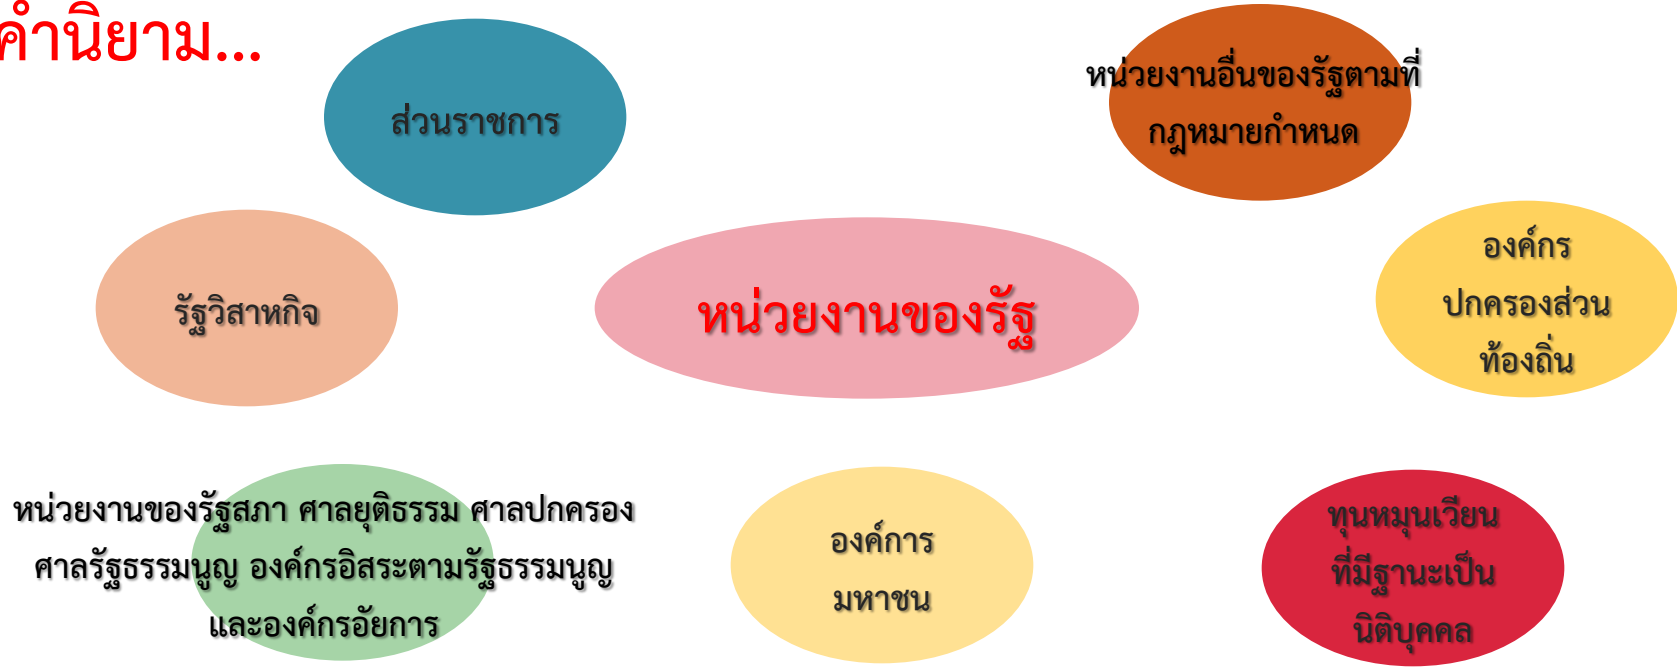 คำนิยาม...
ส่วนราชการ
หน่วยงานอื่นของรัฐตามที่
กฎหมายกำหนด
รัฐวิสาหกิจ
หน่วยงานของรัฐ
องค์กร
ปกครองส่วน
ท้องถิ่น
หน่วยงานของรัฐสภา ศาลยุติธรรม ศาลปกครอง
ศาลรัฐธรรมนูญ องค์กรอิสระตามรัฐธรรมนูญ
และองค์กรอัยการ
องค์การ
มหาชน
ทุนหมุนเวียน
ที่มีฐานะเป็น
นิติบุคคล